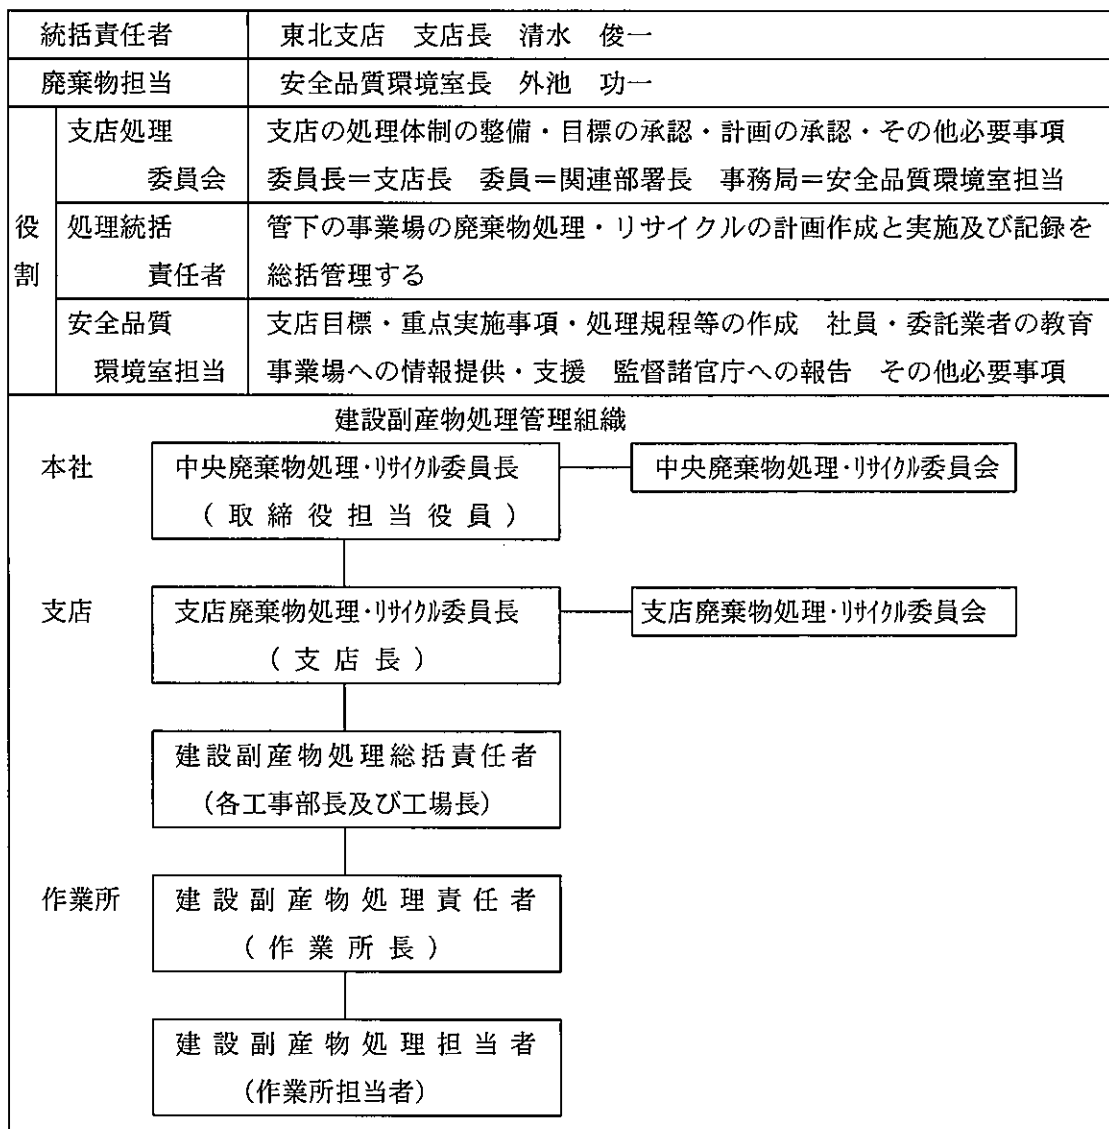 統括責任者 東北支店 支店長 清水 俊一
廃棄物担当 安全品質環境室長 外池 功一
役割
支店処理 支店の処理体制の整備・目標の承認・計画の承認・その他必要事項
委員会 委員長＝支店長 委員＝関連部署長 事務局＝安全品質環境室担当
処理統括 管下の事業場の廃棄物処理・リサイクルの計画作成と実施及び記録を
責任者 総括管理する
安全品質 支店目標・重点実施事項・処理規程等の作成 社員・委託業者の教育
環境室担当 事業場への情報提供・支援 監督諸官庁への報告 その他必要事項
建設副産物処理管理組織
本社 中央廃棄物処理・ﾘｻｲｸﾙ委員長 中央廃棄物処理・ﾘｻｲｸﾙ委員会
(取締役担当役員)
支店 支店廃棄物処理・ﾘｻｲｸﾙ委員長 支店廃棄物処理・ﾘｻｲｸﾙ委員会
(支店長)
建設副産物処理総括責任者
(各工事部長及び工場長)
作業所 建設副産物処理責任者
(作業所長)
建設副産物処理担当者
(作業所担当者)